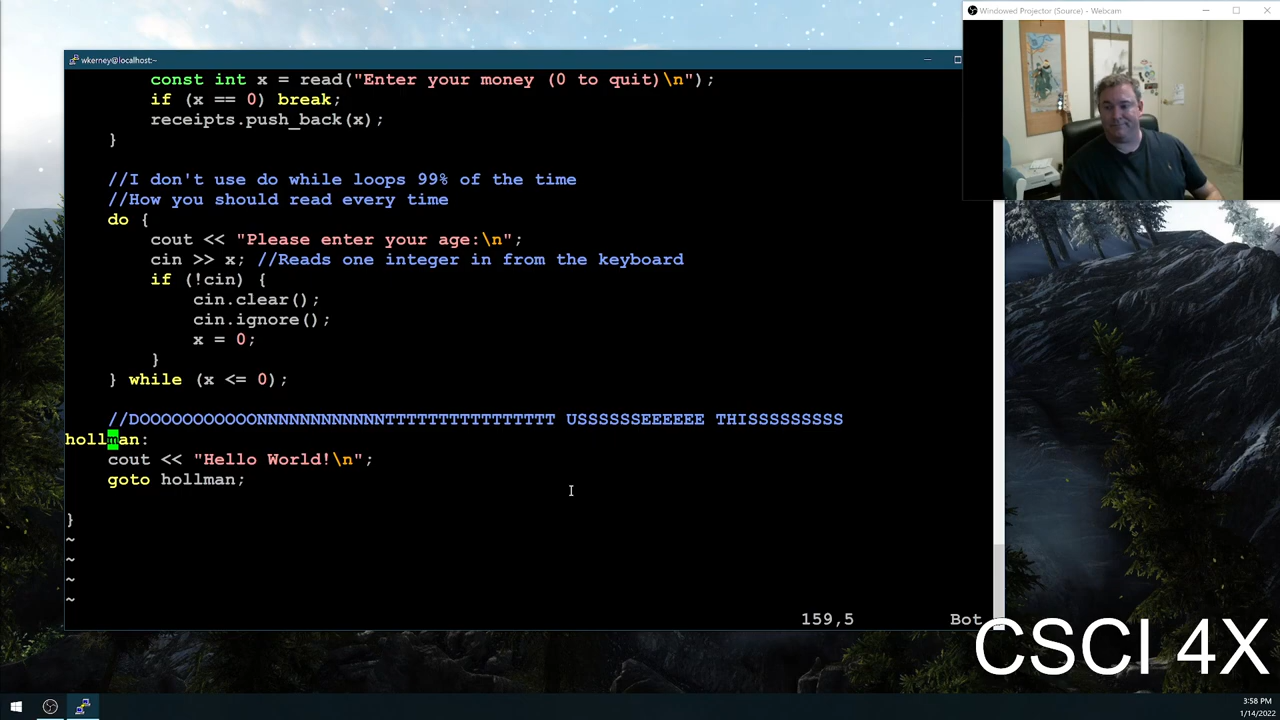 Windowed Projector (Source) - Webcam
wkerney@localhost:~
const int x = read("Enter your money (0 to quit)\n");
if (x == 0) break;
receipts.push_back(x);
}
//I don't use do while loops 99% of the time
//How you should read every time
do {
cout << "Please enter your age:\n";
cin >> x; //Reads one integer in from the keyboard
if (!cin) {
cin.clear();
cin.ignore();
x = 0;
}
} while (x <= 0);
//DOOOOOOOOOOONNNNNNNNNNNNTTTTTTTTTTTTTTTT USSSSSSEEEEEE THISSSSSSSSS
hollman:
cout << "Hello World!\n";
goto hollman;
}
~
~
~
~
159,5 Bot
CSCI 4X
3:58 PM
1/14/2022